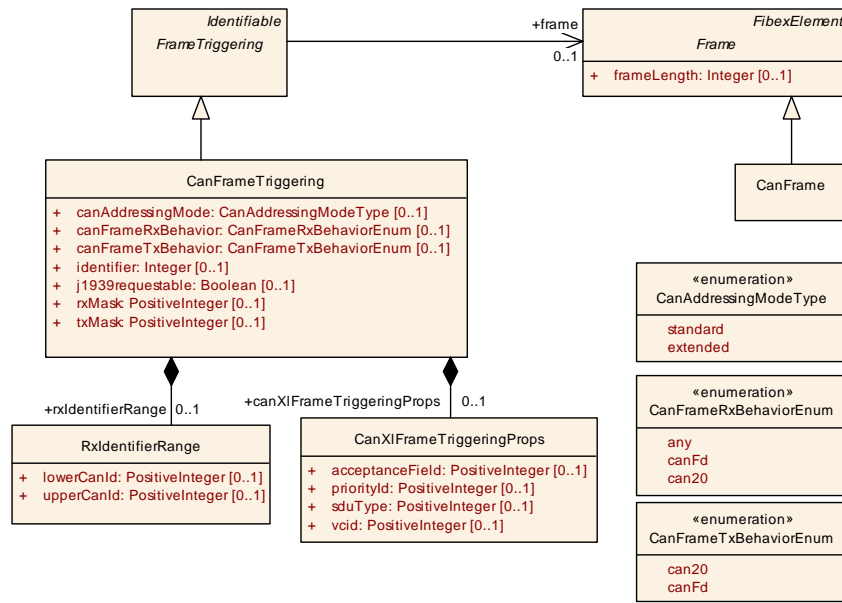 Identifiable
FrameTriggering
+frame
0..1
FibexElement
Frame
+ frameLength: Integer [0..1]
CanFrameTriggering
+ canAddressingMode: CanAddressingModeType [0..1]
+ canFrameRxBehavior: CanFrameRxBehaviorEnum [0..1]
+ canFrameTxBehavior: CanFrameTxBehaviorEnum [0..1]
+ identifier: Integer [0..1]
+ j1939requestable: Boolean [0..1]
+ rxMask: PositiveInteger [0..1]
+ txMask: PositiveInteger [0..1]
CanFrame
«enumeration»
CanAddressingModeType
standard
extended
+rxIdentifierRange 0..1
+canXlFrameTriggeringProps 0..1
RxIdentifierRange
+ lowerCanId: PositiveInteger [0..1]
+ upperCanId: PositiveInteger [0..1]
CanXlFrameTriggeringProps
+ acceptanceField: PositiveInteger [0..1]
+ priorityId: PositiveInteger [0..1]
+ sduType: PositiveInteger [0..1]
+ vcid: PositiveInteger [0..1]
«enumeration»
CanFrameRxBehaviorEnum
any
canFd
can20
«enumeration»
CanFrameTxBehaviorEnum
can20
canFd